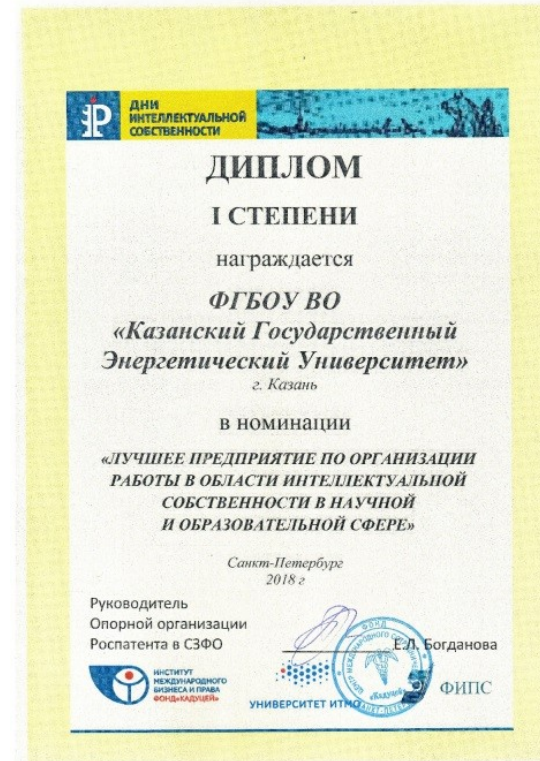 ДНИ
ИНТЕЛЛЕКТУАЛЬНОЙ
СОБСТВЕННОСТИ
ДИПЛОМ
I СТЕПЕНИ
награждается
ФГБОУ ВО
«Казанский Государственный
Энергетический Университет»
г. Казань
в номинации
«ЛУЧШЕЕ ПРЕДПРИЯТИЕ ПО ОРГАНИЗАЦИИ
РАБОТЫ В ОБЛАСТИ ИНТЕЛЛЕКТУАЛЬНОЙ
СОБСТВЕННОСТИ В НАУЧНОЙ
И ОБРАЗОВАТЕЛЬНОЙ СФЕРЕ»
Санкт-Петербург
2018 г
Руководитель
Опорной организации
Роспатента в СЗФО
Е.Л. Богданова
ИНСТИТУТ
МЕЖДУНАРОДНОГО
БИЗНЕСА И ПРАВА
ФОНД«КАДУЦЕЙ»
УНИВЕРСИТЕТ ИТМО
ФОНД
«Кадуцей»
ФИПС